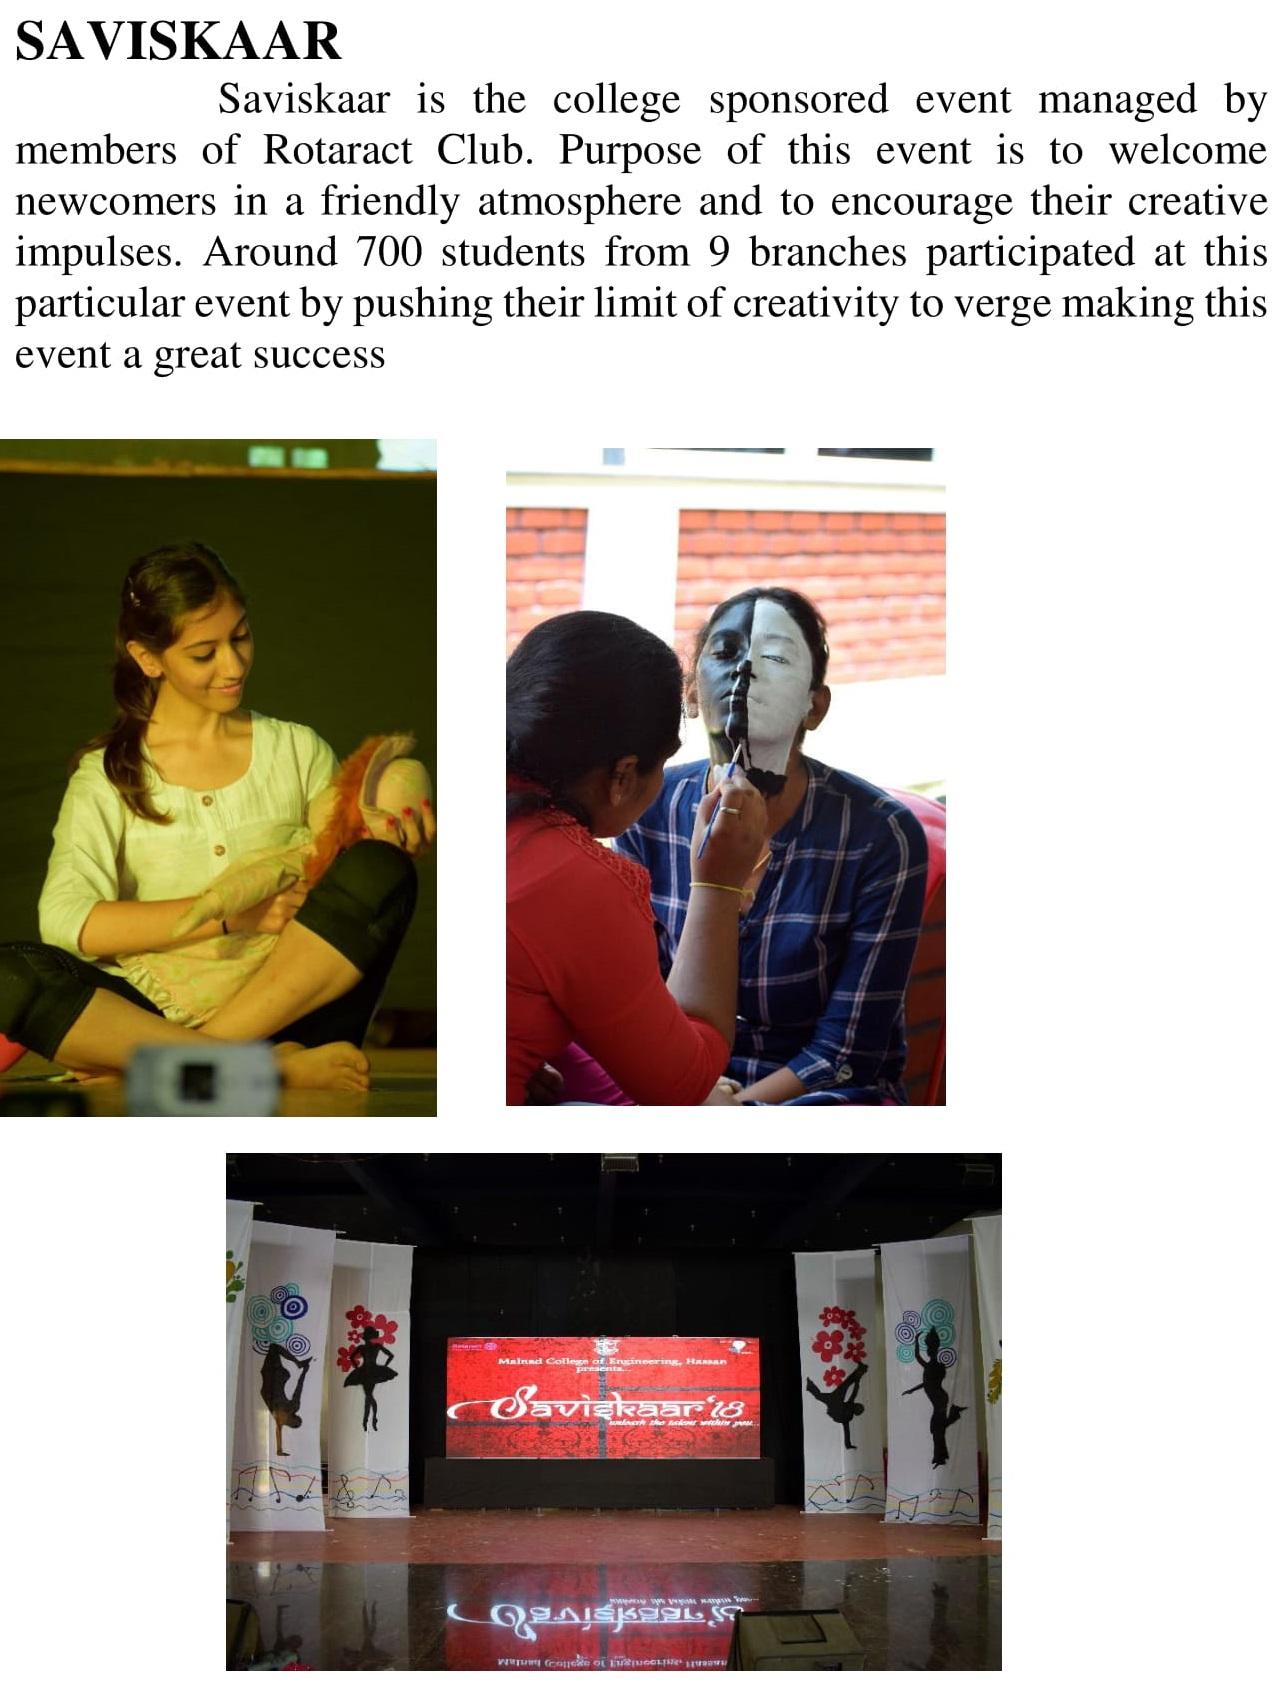 SAVISKAAR
Saviskaar is the college sponsored event managed by
members of Rotaract Club. Purpose of this event is to welcome
newcomers in a friendly atmosphere and to encourage their creative
impulses. Around 700 students from 9 branches participated at this
particular event by pushing their limit of creativity to verge making this
event a great success
Rotaract
Malnad College of Engineering, Hassan
presents...
Saviskaar'18
unleash the talent within you...